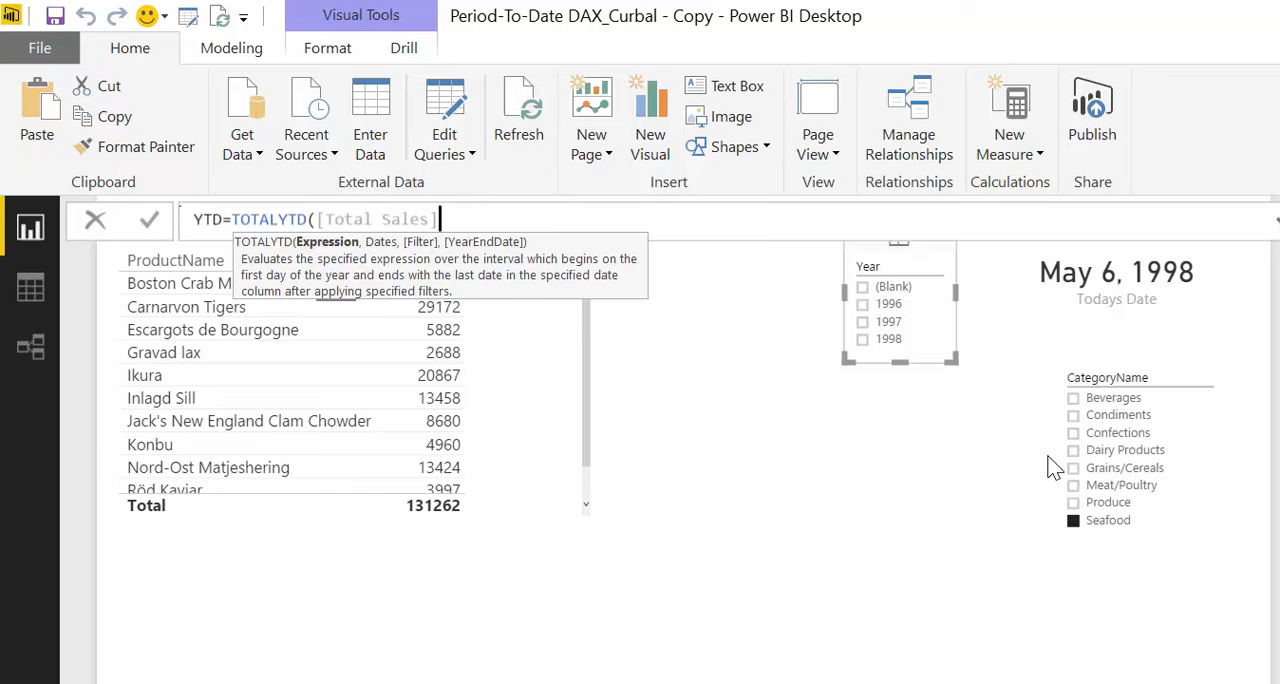 Visual Tools
Period-To-Date DAX_Curbal - Copy - Power BI Desktop
File Home Modeling Format Drill
Paste
Cut
Copy
Format Painter
Clipboard
Get Data
Recent Sources
Enter Data
Edit Queries
Refresh
External Data
New Page
New Visual
Text Box
Image
Shapes
Insert
Page View
View
Manage Relationships
Relationships
New Measure
Calculations
Publish
Share
YTD=TOTALYTD([Total Sales]
TOTALYTD(Expression, Dates, [Filter], [YearEndDate])
Evaluates the specified expression over the interval which begins on the
first day of the year and ends with the last date in the specified date
column after applying specified filters.
ProductName
Boston Crab M
Carnarvon Tigers 29172
Escargots de Bourgogne 5882
Gravad lax 2688
Ikura 20867
Inlagd Sill 13458
Jack's New England Clam Chowder 8680
Konbu 4960
Nord-Ost Matjeshering 13424
Röd Kaviar 3997
Total 131262
Year
(Blank)
1996
1997
1998
May 6, 1998
Todays Date
CategoryName
Beverages
Condiments
Confections
Dairy Products
Grains/Cereals
Meat/Poultry
Produce
Seafood